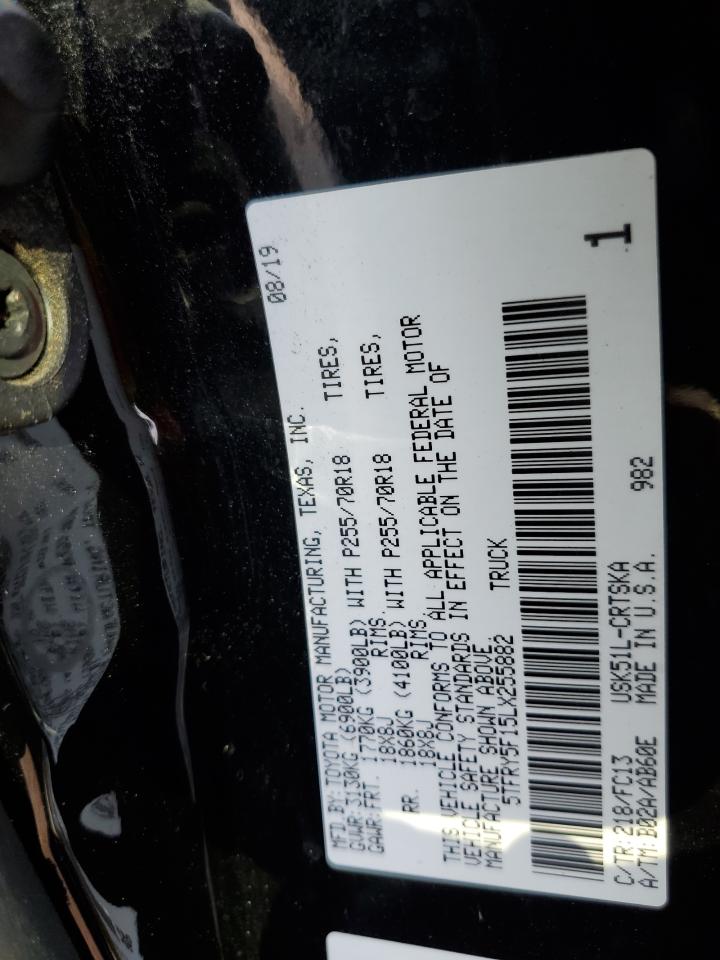 08/19
MFD BY: TOYOTA MOTOR MANUFACTURING, TEXAS, INC.
GVWR: 3130KG (6900LB)
GAWR: FRT. 1770KG (3900LB) WITH P255/70R18 TIRES,
18X8J RIMS.
RR. 1860KG (4100LB) WITH P255/70R18 TIRES,
18X8J RIMS
THIS VEHICLE CONFORMS TO ALL APPLICABLE FEDERAL MOTOR
VEHICLE SAFETY STANDARDS IN EFFECT ON THE DATE OF
MANUFACTURE SHOWN ABOVE.
5TFRY5F15LX255882 TRUCK
1
C/TR: 218/FC13 USK51L-CRTSKA 982
A/TM: B02A/AB60E MADE IN U.S.A.